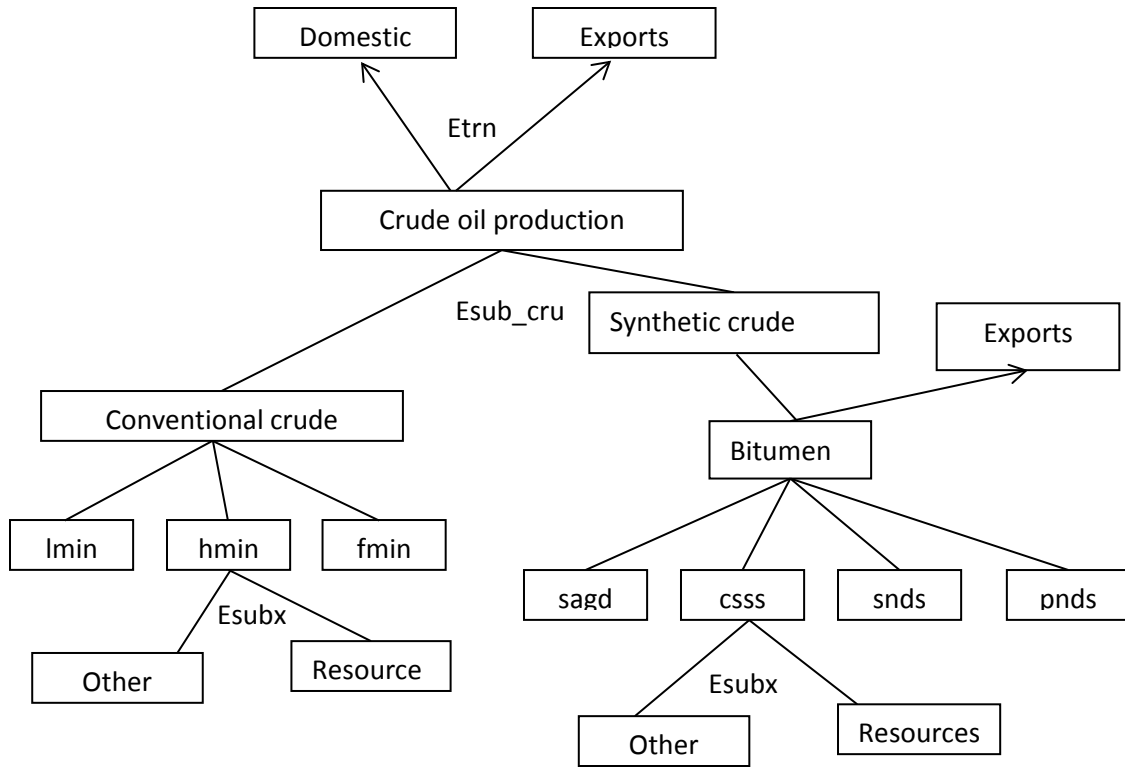 Domestic
Exports
Etrn
Crude oil production
Esub_cru
Synthetic crude
Exports
Conventional crude
Bitumen
lmin
hmin
fmin
sagd
csss
snds
pnds
Esubx
Other
Resource
Esubx
Other
Resources